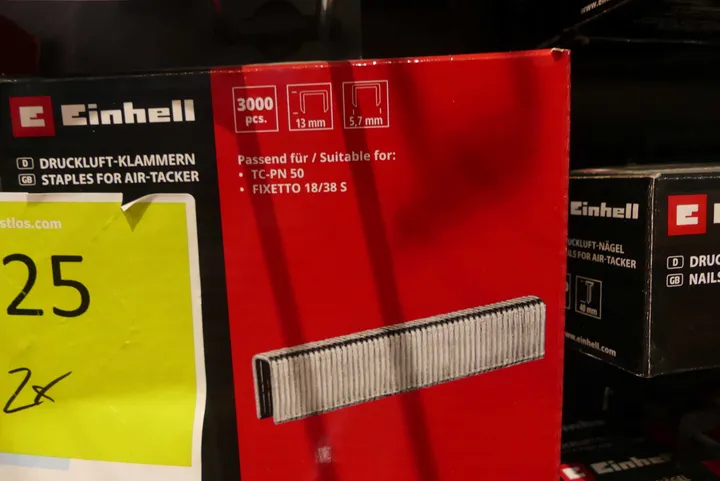 Einhell
D DRUCKLUFT-KLAMMERN
GB STAPLES FOR AIR-TACKER
3000
pcs.
13 mm
5,7 mm
Passend für / Suitable for:
• TC-PN 50
• FIXETTO 18/38 S
stlos.com
25
2x
Einhell
UCKLUFT-NÄGEL
ILS FOR AIR-TACKER
40 mm
.einhell.com
E
D DRUC
GB NAILS
Einhell